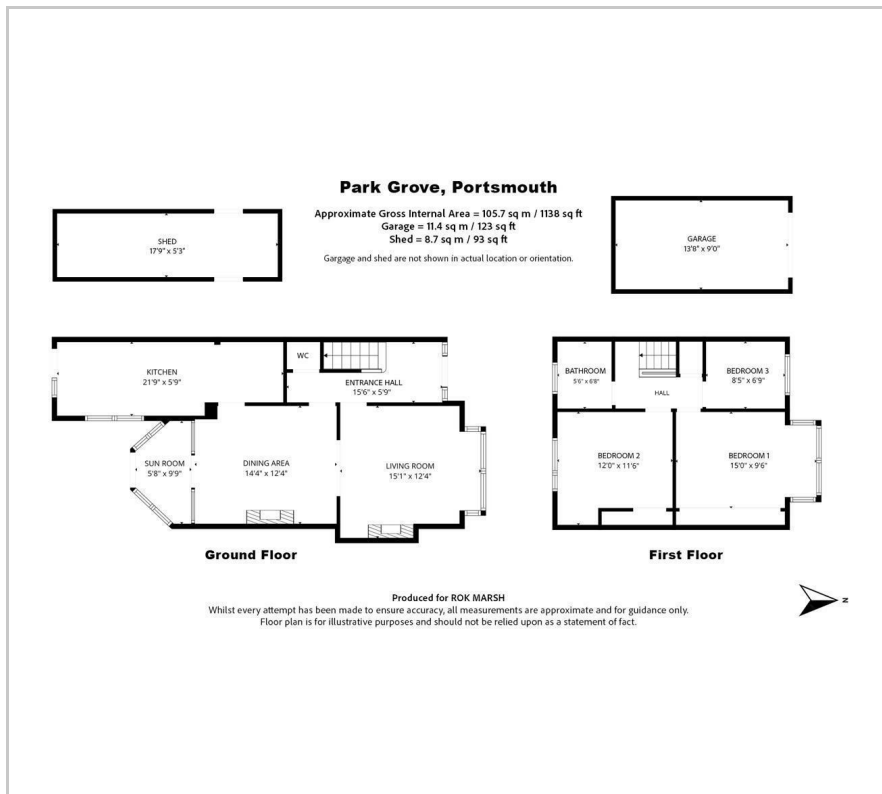 Park Grove, Portsmouth
Approximate Gross Internal Area = 105.7 sq m / 1138 sq ft
Garage = 11.4 sq m / 123 sq ft
Shed = 8.7 sq m / 93 sq ft
Gargage and shed are not shown in actual location or orientation.
SHED
17'9" x 5'3"
GARAGE
13'8" x 9'0"
KITCHEN
21'9" x 5'9"
WC
ENTRANCE HALL
15'6" x 5'9"
SUN ROOM
5'8" x 9'9"
DINING AREA
14'4" x 12'4"
LIVING ROOM
15'1" x 12'4"
Ground Floor
BATHROOM
5'6" x 6'8"
HALL
BEDROOM 3
8'5" x 6'9"
BEDROOM 2
12'0" x 11'6"
BEDROOM 1
15'0" x 9'6"
First Floor
Produced for ROK MARSH
Whilst every attempt has been made to ensure accuracy, all measurements are approximate and for guidance only.
Floor plan is for illustrative purposes and should not be relied upon as a statement of fact.
N